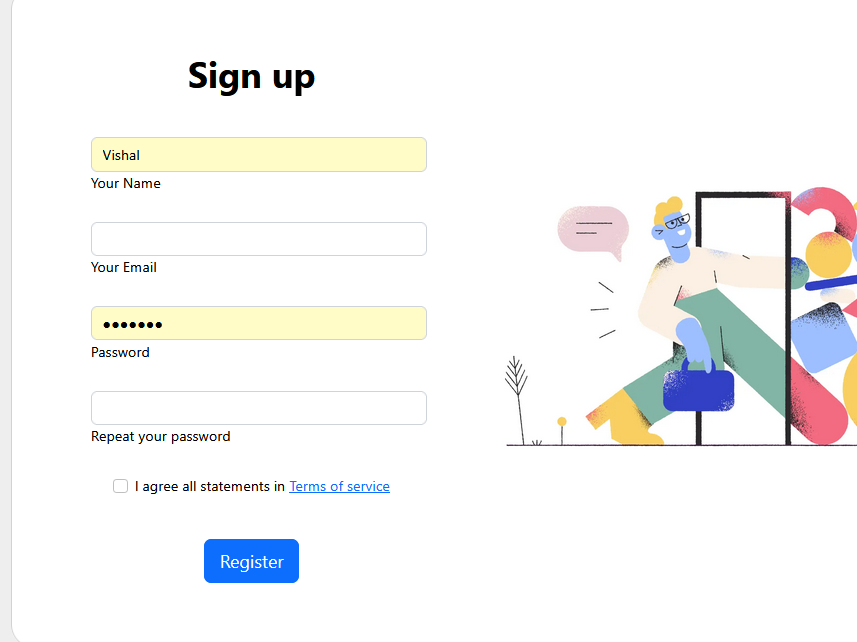 Sign up
Vishal
Your Name
Your Email
•••••••
Password
Repeat your password
I agree all statements in Terms of service
Register